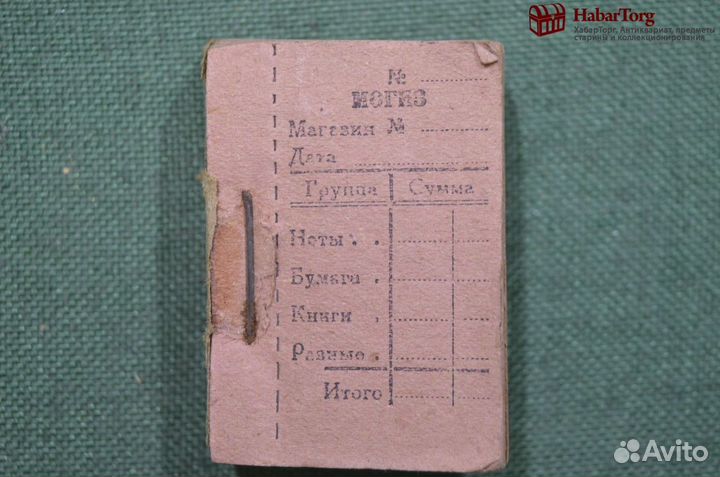 HabarTorg
ХабарТорг, Антиквариат, предметы
старины и коллекционирования
№
МОГИЗ
Магазин №
Дата
Группа Сумма
Ноты . .
Бумага .
Книги .
Разные .
Итого
Avito